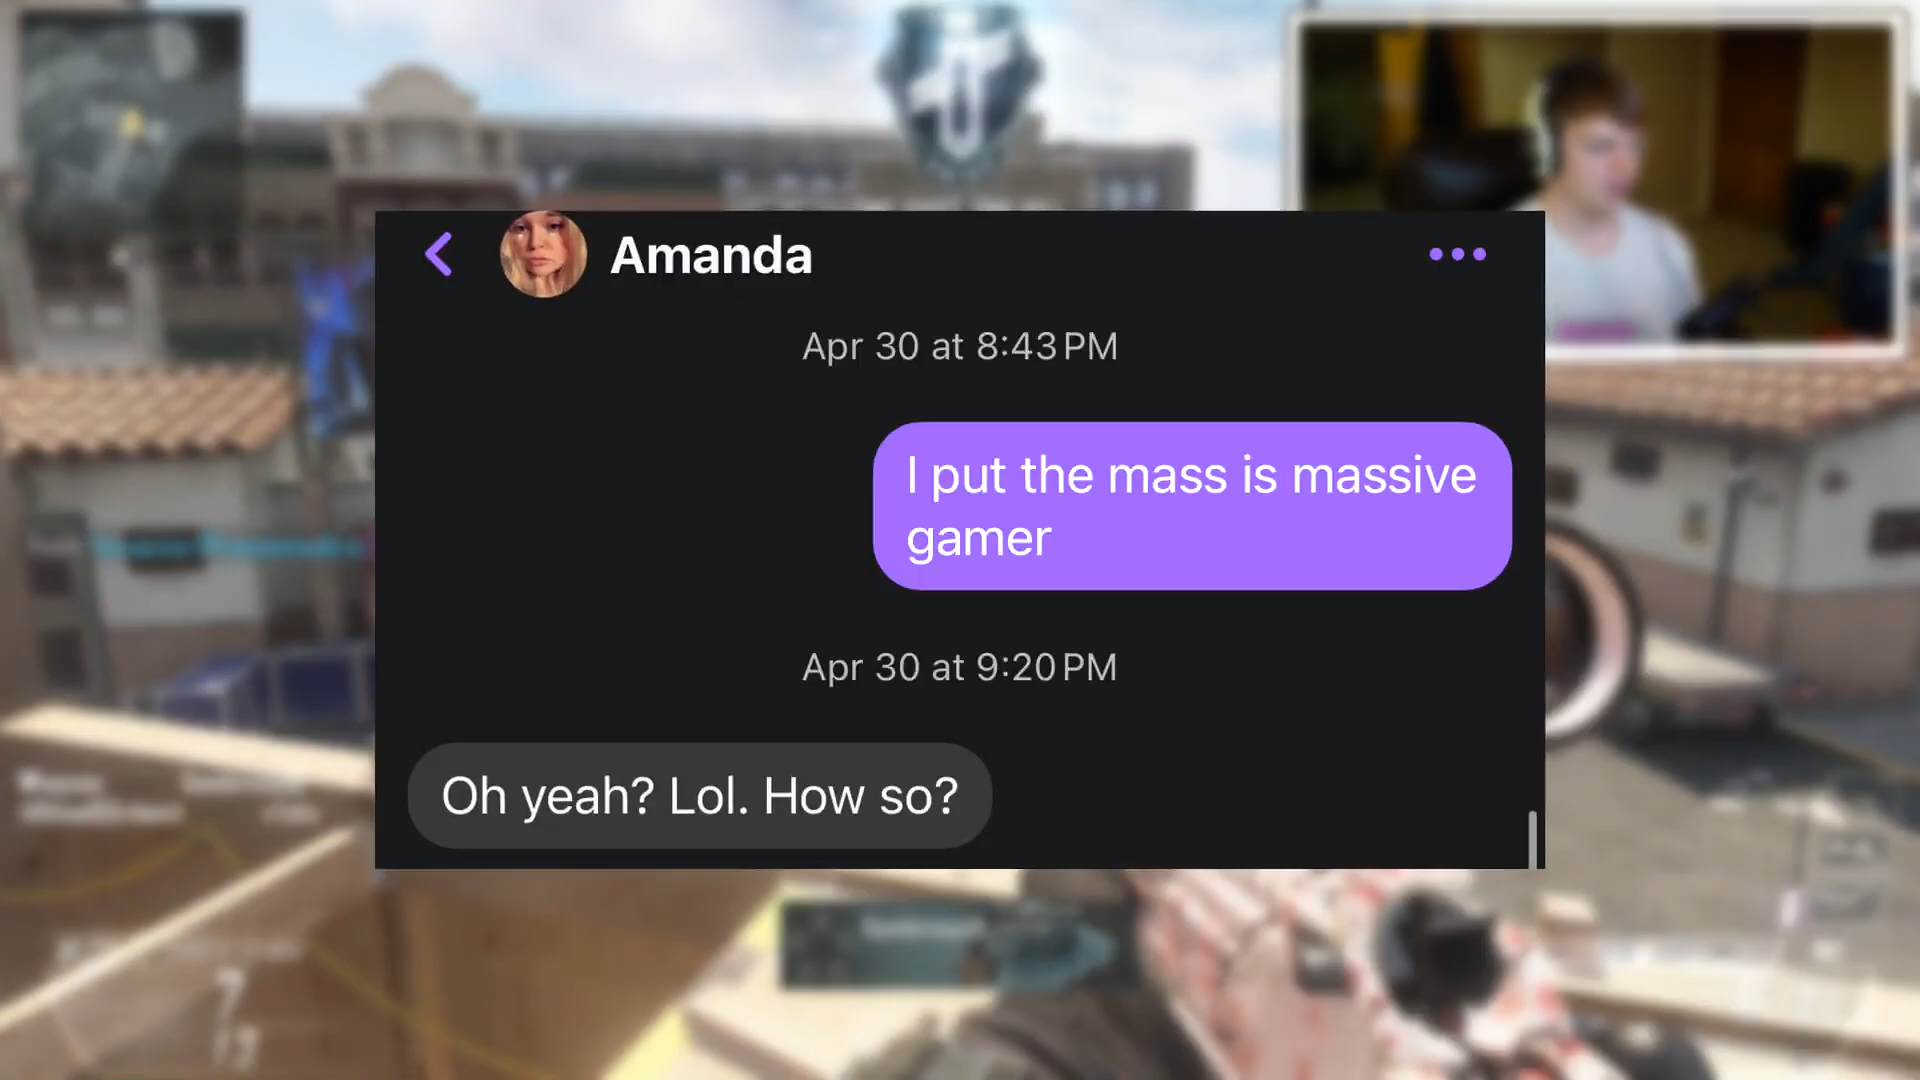 Amanda
Apr 30 at 8:43 PM
I put the mass is massive
gamer
Apr 30 at 9:20 PM
Oh yeah? Lol. How so?